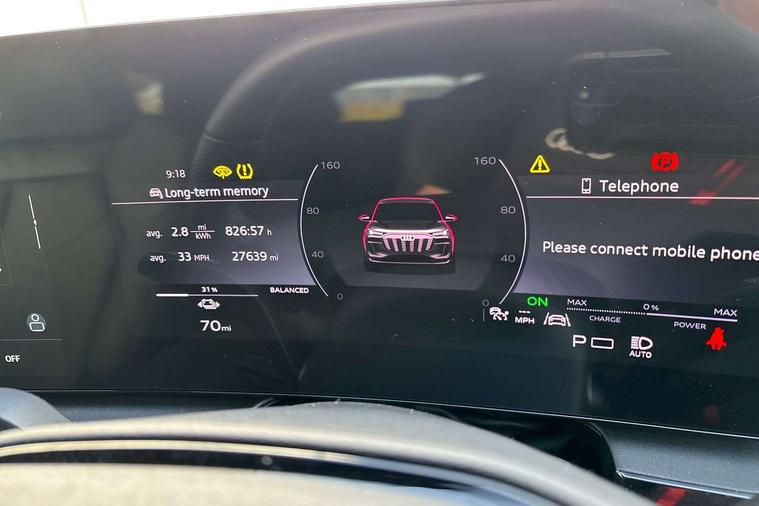 9:18
Long-term memory
avg. 2.8 mi/kWh 826:57 h
avg. 33 MPH 27639 mi
31 %
BALANCED
70 mi
OFF
160
80
40
0
160
80
40
0
Telephone
Please connect mobile phone
ON
--- MPH
MAX 0 % MAX
CHARGE
POWER
P
AUTO
P